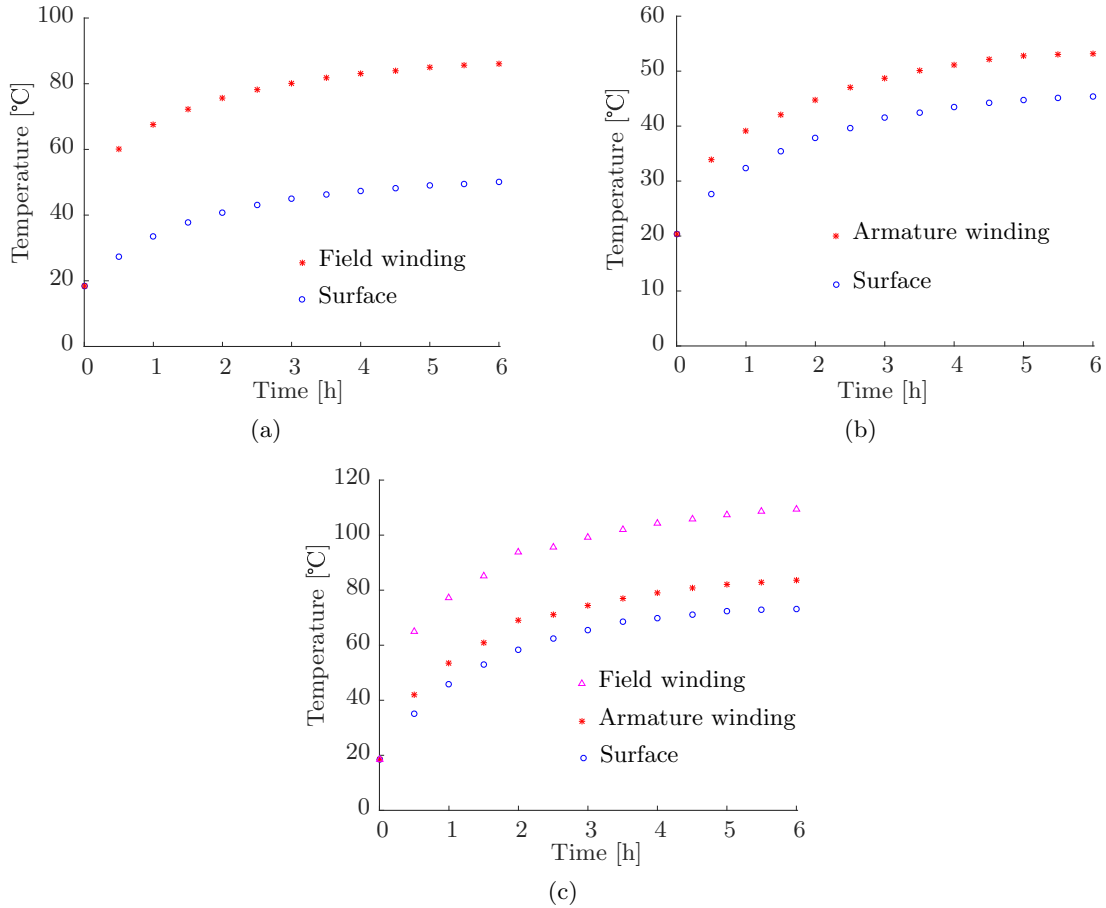 100
80
60
40
20
0
Temperature [℃]
0 1 2 3 4 5 6
Time [h]
Field winding
Surface
(a)
60
50
40
30
20
10
0
Temperature [℃]
0 1 2 3 4 5 6
Time [h]
Armature winding
Surface
(b)
120
100
80
60
40
20
0
Temperature [℃]
0 1 2 3 4 5 6
Time [h]
Field winding
Armature winding
Surface
(c)